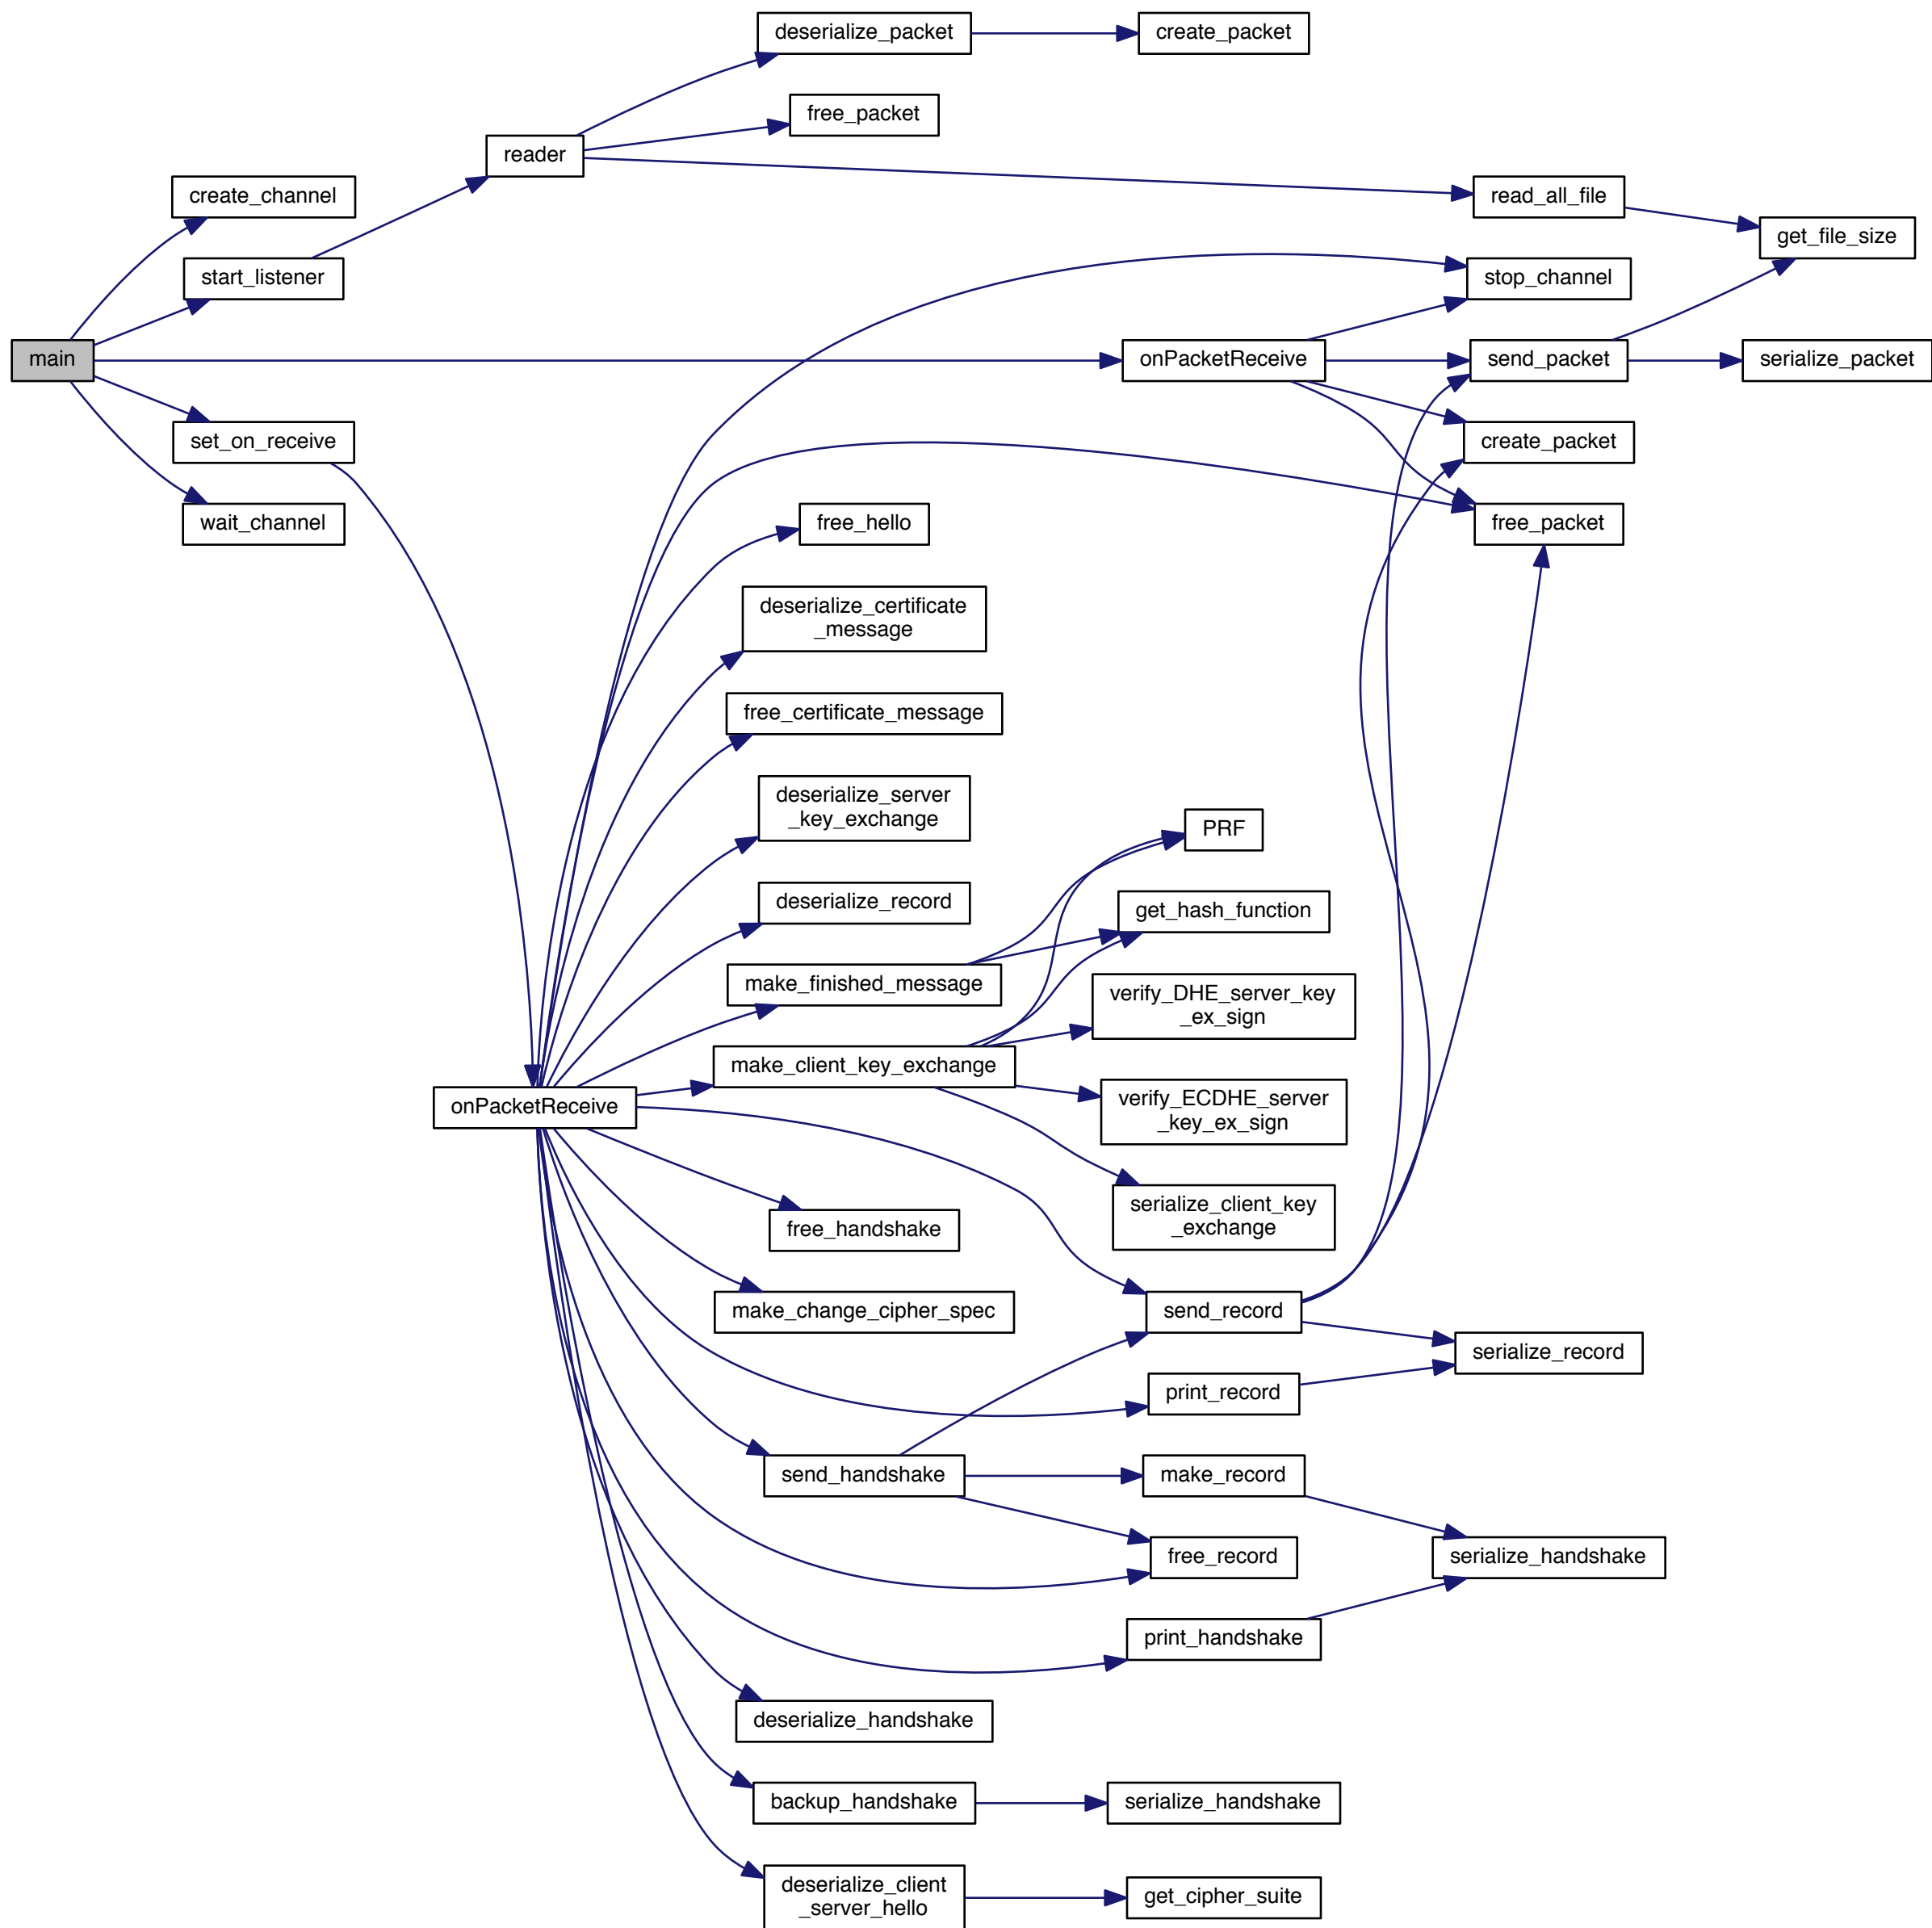 deserialize_packet
create_packet
free_packet
reader
create_channel
read_all_file
get_file_size
start_listener
stop_channel
main
onPacketReceive
send_packet
serialize_packet
set_on_receive
create_packet
wait_channel
free_hello
free_packet
deserialize_certificate
_message
free_certificate_message
deserialize_server
_key_exchange
PRF
deserialize_record
get_hash_function
make_finished_message
verify_DHE_server_key
_ex_sign
make_client_key_exchange
onPacketReceive
verify_ECDHE_server
_key_ex_sign
free_handshake
serialize_client_key
_exchange
make_change_cipher_spec
send_record
serialize_record
print_record
send_handshake
make_record
free_record
serialize_handshake
print_handshake
deserialize_handshake
backup_handshake
serialize_handshake
deserialize_client
_server_hello
get_cipher_suite